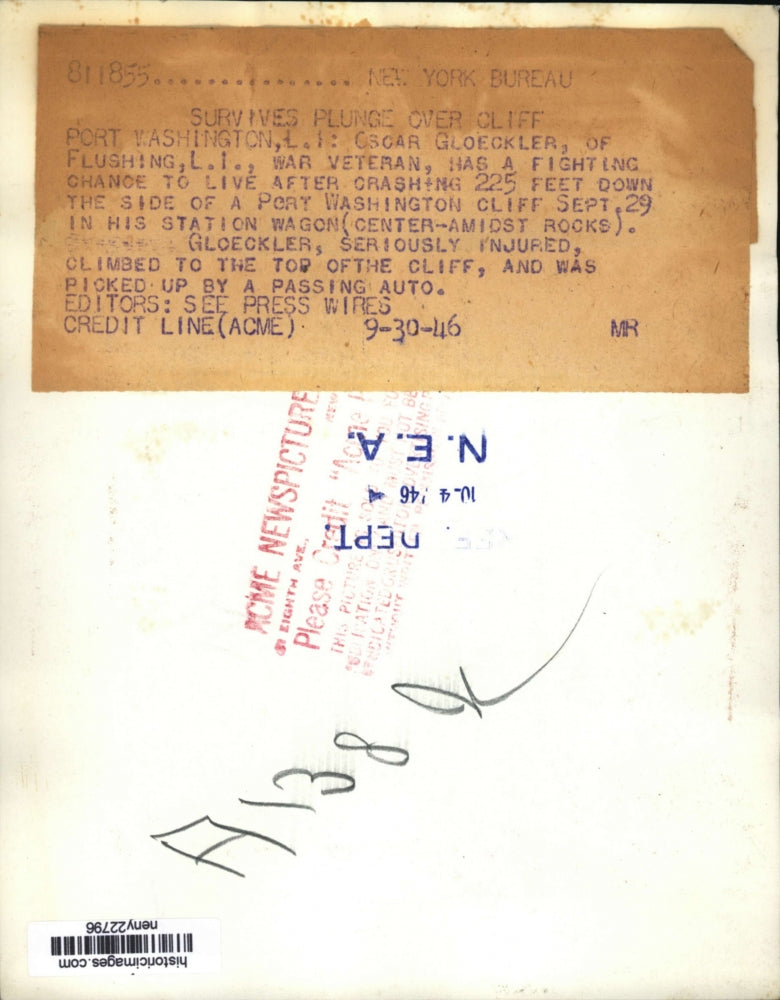 811855............... NEW YORK BUREAU
SURVIVES PLUNGE OVER CLIFF
PORT WASHINGTON,L.I: OSCAR GLOECKLER, OF
FLUSHING,L.I., WAR VETERAN, HAS A FIGHTING
CHANCE TO LIVE AFTER CRASHING 225 FEET DOWN
THE SIDE OF A PORT WASHINGTON CLIFF SEPT.29
IN HIS STATION WAGON(CENTER-AMIDST ROCKS).
GLOECKLER, SERIOUSLY INJURED,
CLIMBED TO THE TOP OFTHE CLIFF, AND WAS
PICKED UP BY A PASSING AUTO.
EDITORS: SEE PRESS WIRES
CREDIT LINE(ACME) 9-30-46 MR
ACME NEWSPICTURE
EIGHTH AVE.,
Please Credit "Acme
THIS PICTURE
N.E.A.
10-4 '46
DEPT.
A138
historicimages.com
neny22796